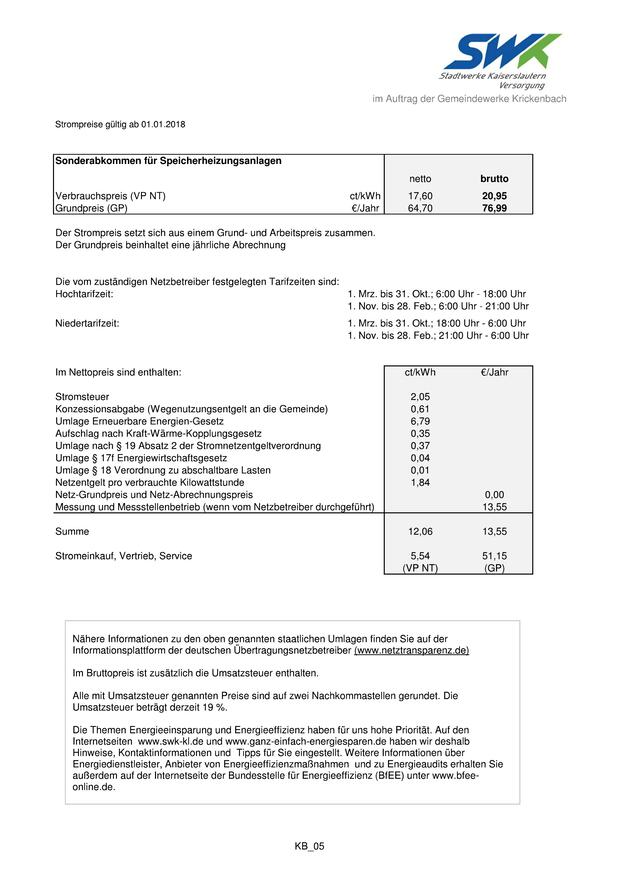 SWK
Stadtwerke Kaiserslautern
Versorgung
im Auftrag der Gemeindewerke Krickenbach
Strompreise gültig ab 01.01.2018
Sonderabkommen für Speicherheizungsanlagen
netto brutto
Verbrauchspreis (VP NT) ct/kWh 17,60 20,95
Grundpreis (GP) €/Jahr 64,70 76,99
Der Strompreis setzt sich aus einem Grund- und Arbeitspreis zusammen.
Der Grundpreis beinhaltet eine jährliche Abrechnung
Die vom zuständigen Netzbetreiber festgelegten Tarifzeiten sind:
Hochtarifzeit: 1. Mrz. bis 31. Okt.; 6:00 Uhr - 18:00 Uhr
1. Nov. bis 28. Feb.; 6:00 Uhr - 21:00 Uhr
Niedertarifzeit: 1. Mrz. bis 31. Okt.; 18:00 Uhr - 6:00 Uhr
1. Nov. bis 28. Feb.; 21:00 Uhr - 6:00 Uhr
Im Nettopreis sind enthalten: ct/kWh €/Jahr
Stromsteuer 2,05
Konzessionsabgabe (Wegenutzungsentgelt an die Gemeinde) 0,61
Umlage Erneuerbare Energien-Gesetz 6,79
Aufschlag nach Kraft-Wärme-Kopplungsgesetz 0,35
Umlage nach § 19 Absatz 2 der Stromnetzentgeltverordnung 0,37
Umlage § 17f Energiewirtschaftsgesetz 0,04
Umlage § 18 Verordnung zu abschaltbare Lasten 0,01
Netzentgelt pro verbrauchte Kilowattstunde 1,84
Netz-Grundpreis und Netz-Abrechnungspreis 0,00
Messung und Messstellenbetrieb (wenn vom Netzbetreiber durchgeführt) 13,55
Summe 12,06 13,55
Stromeinkauf, Vertrieb, Service 5,54 51,15
(VP NT) (GP)
Nähere Informationen zu den oben genannten staatlichen Umlagen finden Sie auf der
Informationsplattform der deutschen Übertragungsnetzbetreiber (www.netztransparenz.de)
Im Bruttopreis ist zusätzlich die Umsatzsteuer enthalten.
Alle mit Umsatzsteuer genannten Preise sind auf zwei Nachkommastellen gerundet. Die
Umsatzsteuer beträgt derzeit 19 %.
Die Themen Energieeinsparung und Energieeffizienz haben für uns hohe Priorität. Auf den
Internetseiten www.swk-kl.de und www.ganz-einfach-energiesparen.de haben wir deshalb
Hinweise, Kontaktinformationen und Tipps für Sie eingestellt. Weitere Informationen über
Energiedienstleister, Anbieter von Energieeffizienzmaßnahmen und zu Energieaudits erhalten Sie
außerdem auf der Internetseite der Bundesstelle für Energieeffizienz (BfEE) unter www.bfee-
online.de.
KB_05